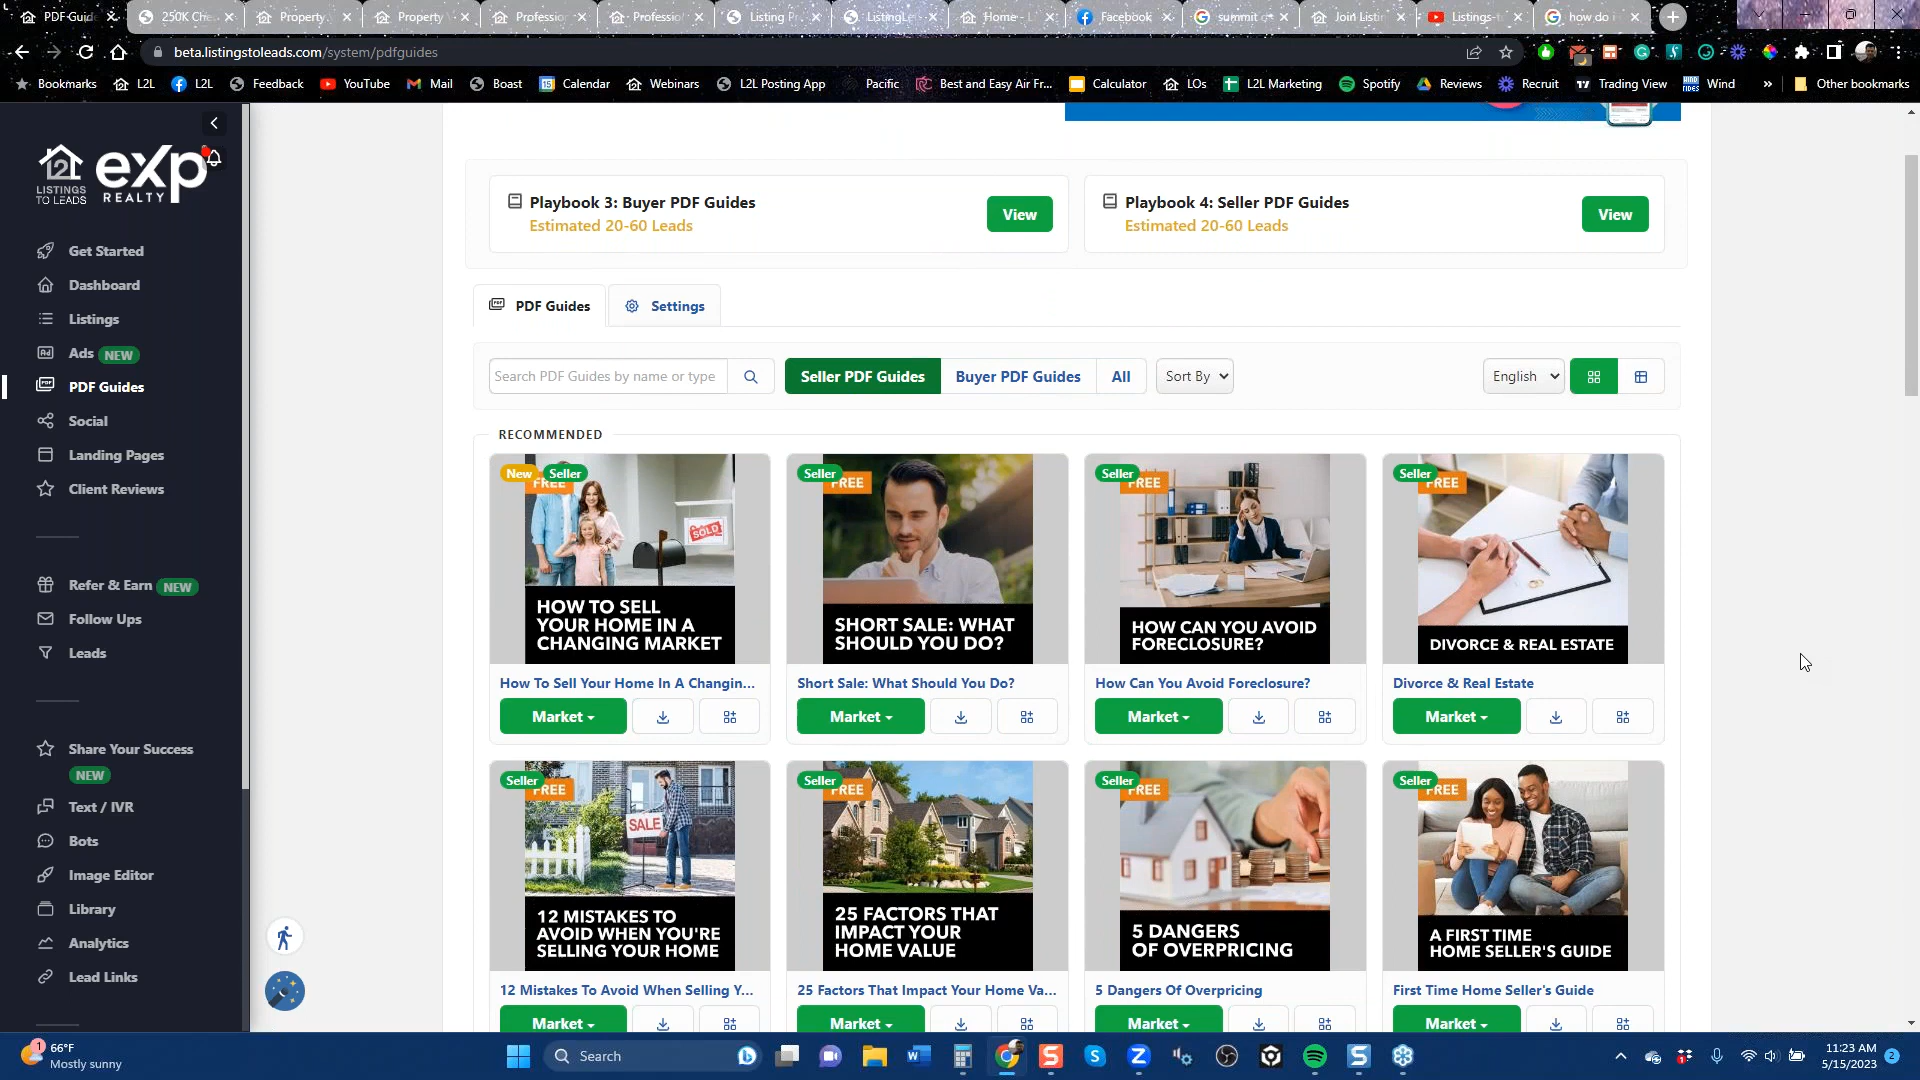 PDF Guid
250K Che
Property
Property
Profession
Professio
Listing Pr
ListingLe
Home - L
Facebook
summit
Join Listin
Listings-t
how do i
beta.listingstoleads.com/system/pdfguides
Bookmarks
L2L
L2L
Feedback
YouTube
Mail
Boast
Calendar
Webinars
L2L Posting App
Pacific
Best and Easy Air Fr...
Calculator
LOs
L2L Marketing
Spotify
Reviews
Recruit
Trading View
Wind
»
Other bookmarks
LISTINGS
TO LEADS
eXp
REALTY
Get Started
Dashboard
Listings
Ads NEW
PDF Guides
Social
Landing Pages
Client Reviews
Refer & Earn NEW
Follow Ups
Leads
Share Your Success
NEW
Text / IVR
Bots
Image Editor
Library
Analytics
Lead Links
Playbook 3: Buyer PDF Guides
Estimated 20-60 Leads
View
Playbook 4: Seller PDF Guides
Estimated 20-60 Leads
View
PDF Guides
Settings
Search PDF Guides by name or type
Seller PDF Guides
Buyer PDF Guides
All
Sort By
English
RECOMMENDED
New
Seller
FREE
SOLD
HOW TO SELL
YOUR HOME IN A
CHANGING MARKET
How To Sell Your Home In A Changin...
Market
Seller
FREE
SHORT SALE: WHAT
SHOULD YOU DO?
Short Sale: What Should You Do?
Market
Seller
FREE
HOW CAN YOU AVOID
FORECLOSURE?
How Can You Avoid Foreclosure?
Market
Seller
FREE
DIVORCE & REAL ESTATE
Divorce & Real Estate
Market
Seller
FREE
SALE
12 MISTAKES TO
AVOID WHEN YOU'RE
SELLING YOUR HOME
12 Mistakes To Avoid When Selling Y...
Market
Seller
FREE
25 FACTORS THAT
IMPACT YOUR
HOME VALUE
25 Factors That Impact Your Home Va...
Market
Seller
FREE
5 DANGERS
OF OVERPRICING
5 Dangers Of Overpricing
Market
Seller
FREE
A FIRST TIME
HOME SELLER'S GUIDE
First Time Home Seller's Guide
Market
1
66°F
Mostly sunny
Search
11:23 AM
5/15/2023
2